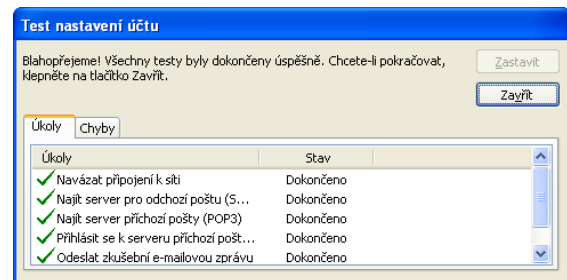 Test nastavení účtu
Blahopřejeme! Všechny testy byly dokončeny úspěšně. Chcete-li pokračovat,
klepněte na tlačítko Zavřít.
Zastavit
Zavřít
Úkoly
Chyby
Úkoly Stav
Navázat připojení k síti Dokončeno
Najít server pro odchozí poštu (S... Dokončeno
Najít server příchozí pošty (POP3) Dokončeno
Přihlásit se k serveru příchozí pošt... Dokončeno
Odeslat zkušební e-mailovou zprávu Dokončeno